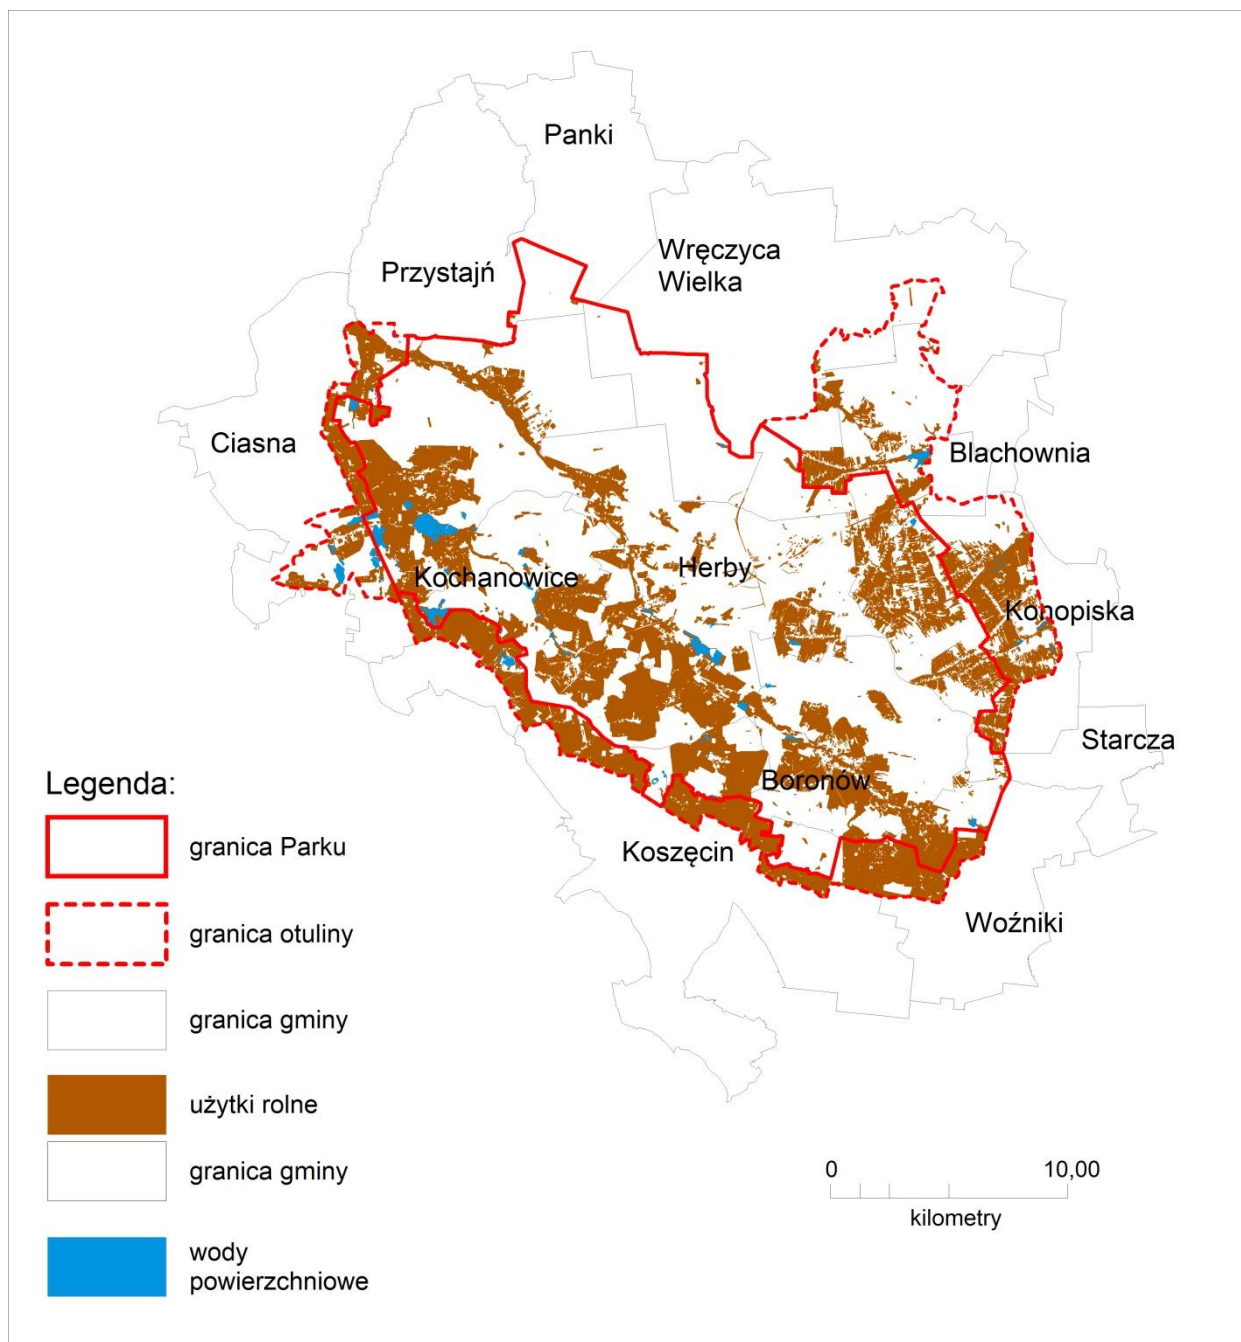 Panki
Wręczyca
Wielka
Przystajń
Ciasna
Blachownia
Kochanowice
Herby
Konopiska
Starcza
Boronów
Koszęcin
Woźniki
Legenda:
granica Parku
granica otuliny
granica gminy
użytki rolne
granica gminy
wody
powierzchniowe
0 10,00
kilometry